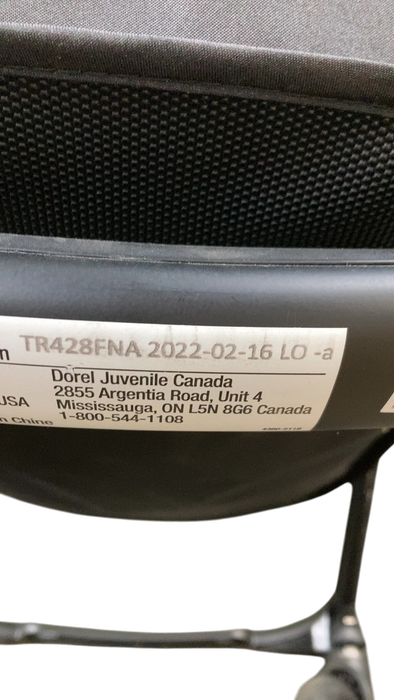 n TR428FNA 2022-02-16 LO -a
Dorel Juvenile Canada
2855 Argentia Road, Unit 4
USA Mississauga, ON L5N 8G6 Canada
n Chine 1-800-544-1108